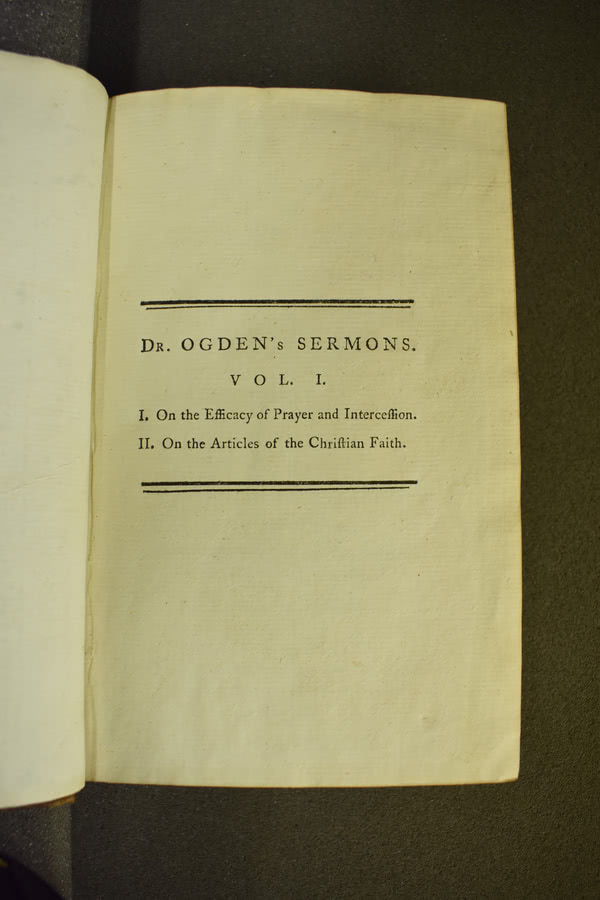 DR. OGDEN's SERMONS.
VOL. I.
I. On the Efficacy of Prayer and Interceſſion.
II. On the Articles of the Chriſtian Faith.